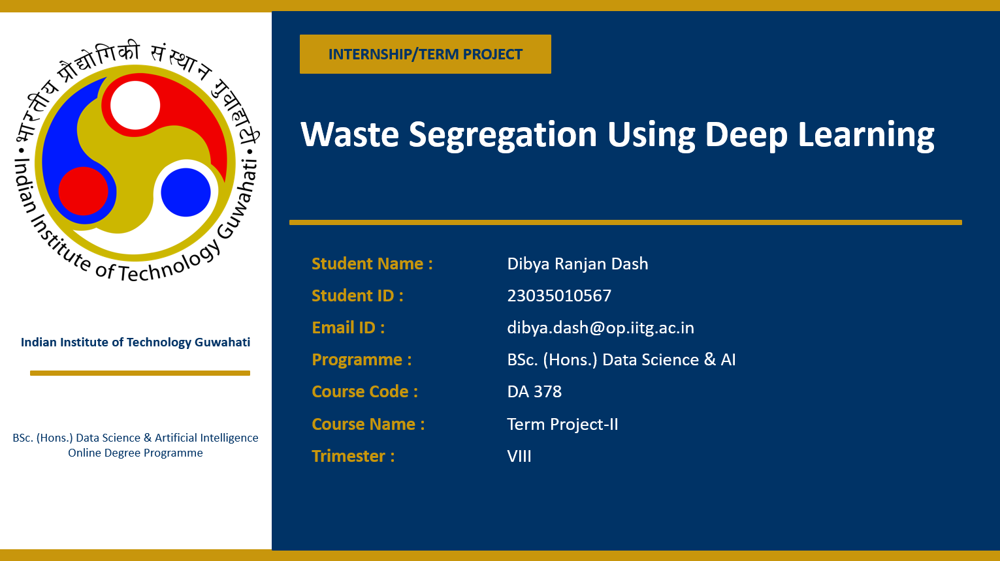 भारतीय प्रौद्योगिकी संस्थान गुवाहाटी
• Indian Institute of Technology Guwahati •
Indian Institute of Technology Guwahati
BSc. (Hons.) Data Science & Artificial Intelligence
Online Degree Programme
INTERNSHIP/TERM PROJECT
Waste Segregation Using Deep Learning
Student Name : Dibya Ranjan Dash
Student ID : 23035010567
Email ID : dibya.dash@op.iitg.ac.in
Programme : BSc. (Hons.) Data Science & AI
Course Code : DA 378
Course Name : Term Project-II
Trimester : VIII